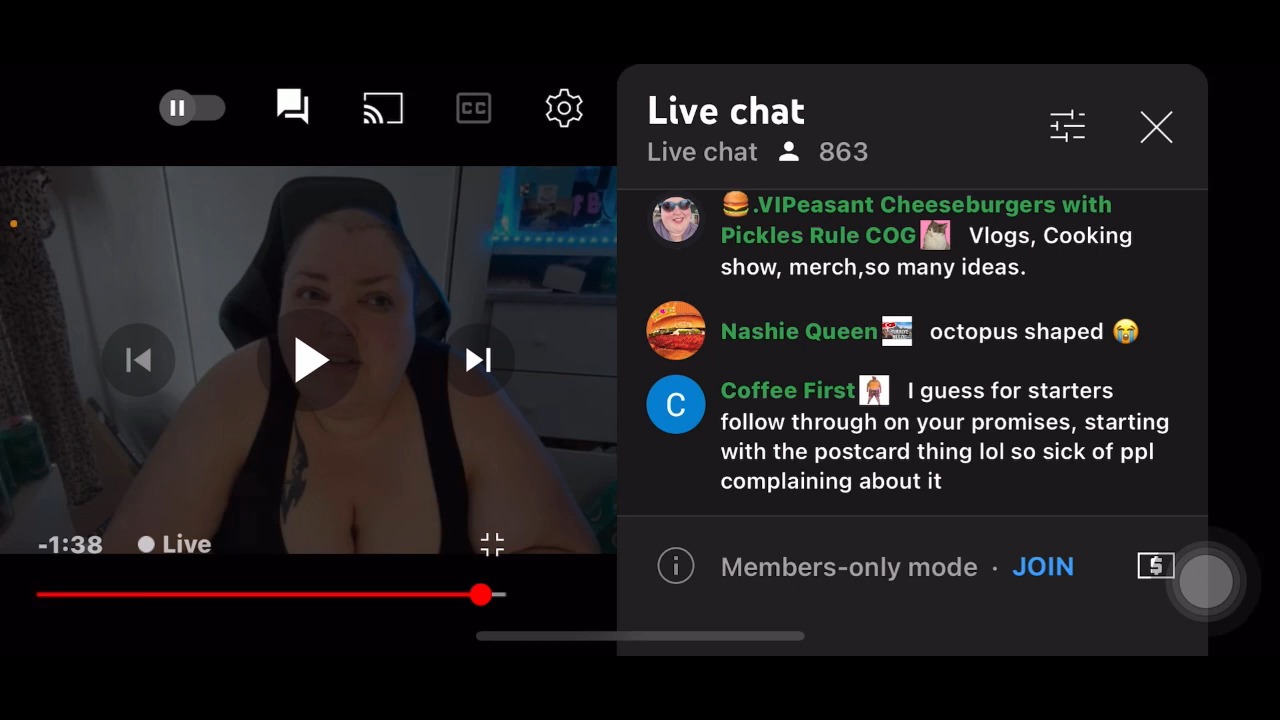 CC
Live chat
Live chat 863
🍔.VIPeasant Cheeseburgers with
Pickles Rule COG Vlogs, Cooking
show, merch,so many ideas.
Nashie Queen octopus shaped 😭
C
Coffee First I guess for starters
follow through on your promises, starting
with the postcard thing lol so sick of ppl
complaining about it
-1:38 Live
Members-only mode · JOIN
$